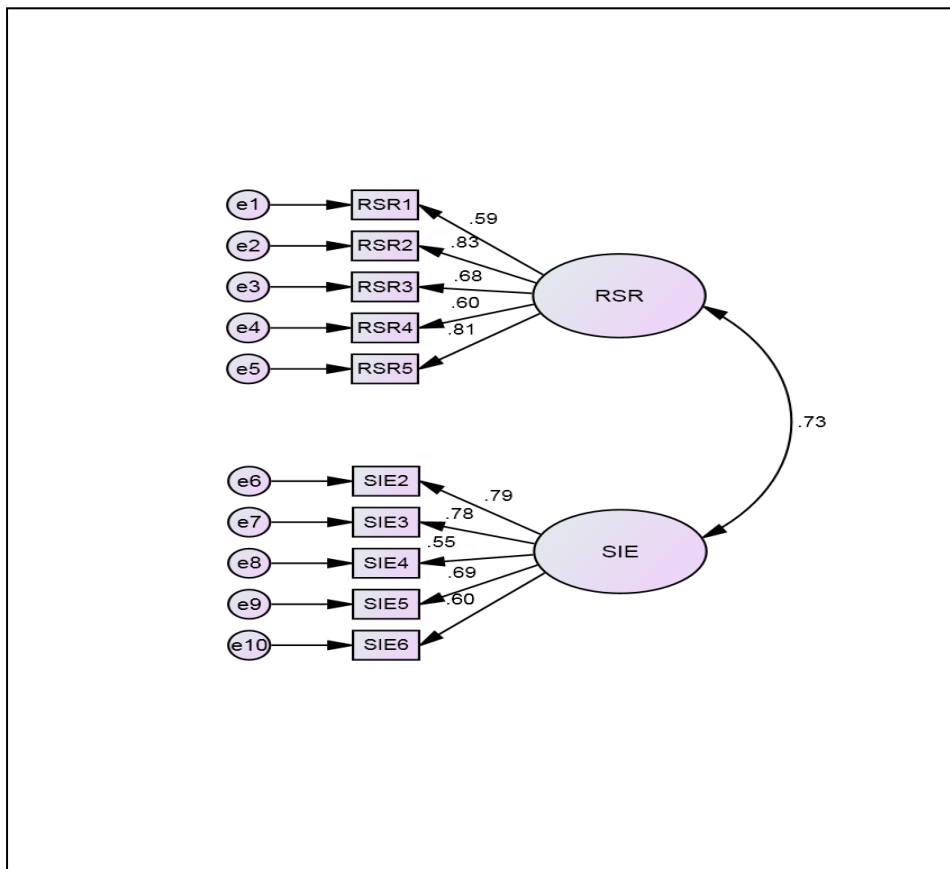 e1 RSR1 .59
e2 RSR2 .83
e3 RSR3 .68 RSR
e4 RSR4 .60
e5 RSR5 .81
.73
e6 SIE2 .79
e7 SIE3 .78
e8 SIE4 .55 SIE
e9 SIE5 .69
e10 SIE6 .60